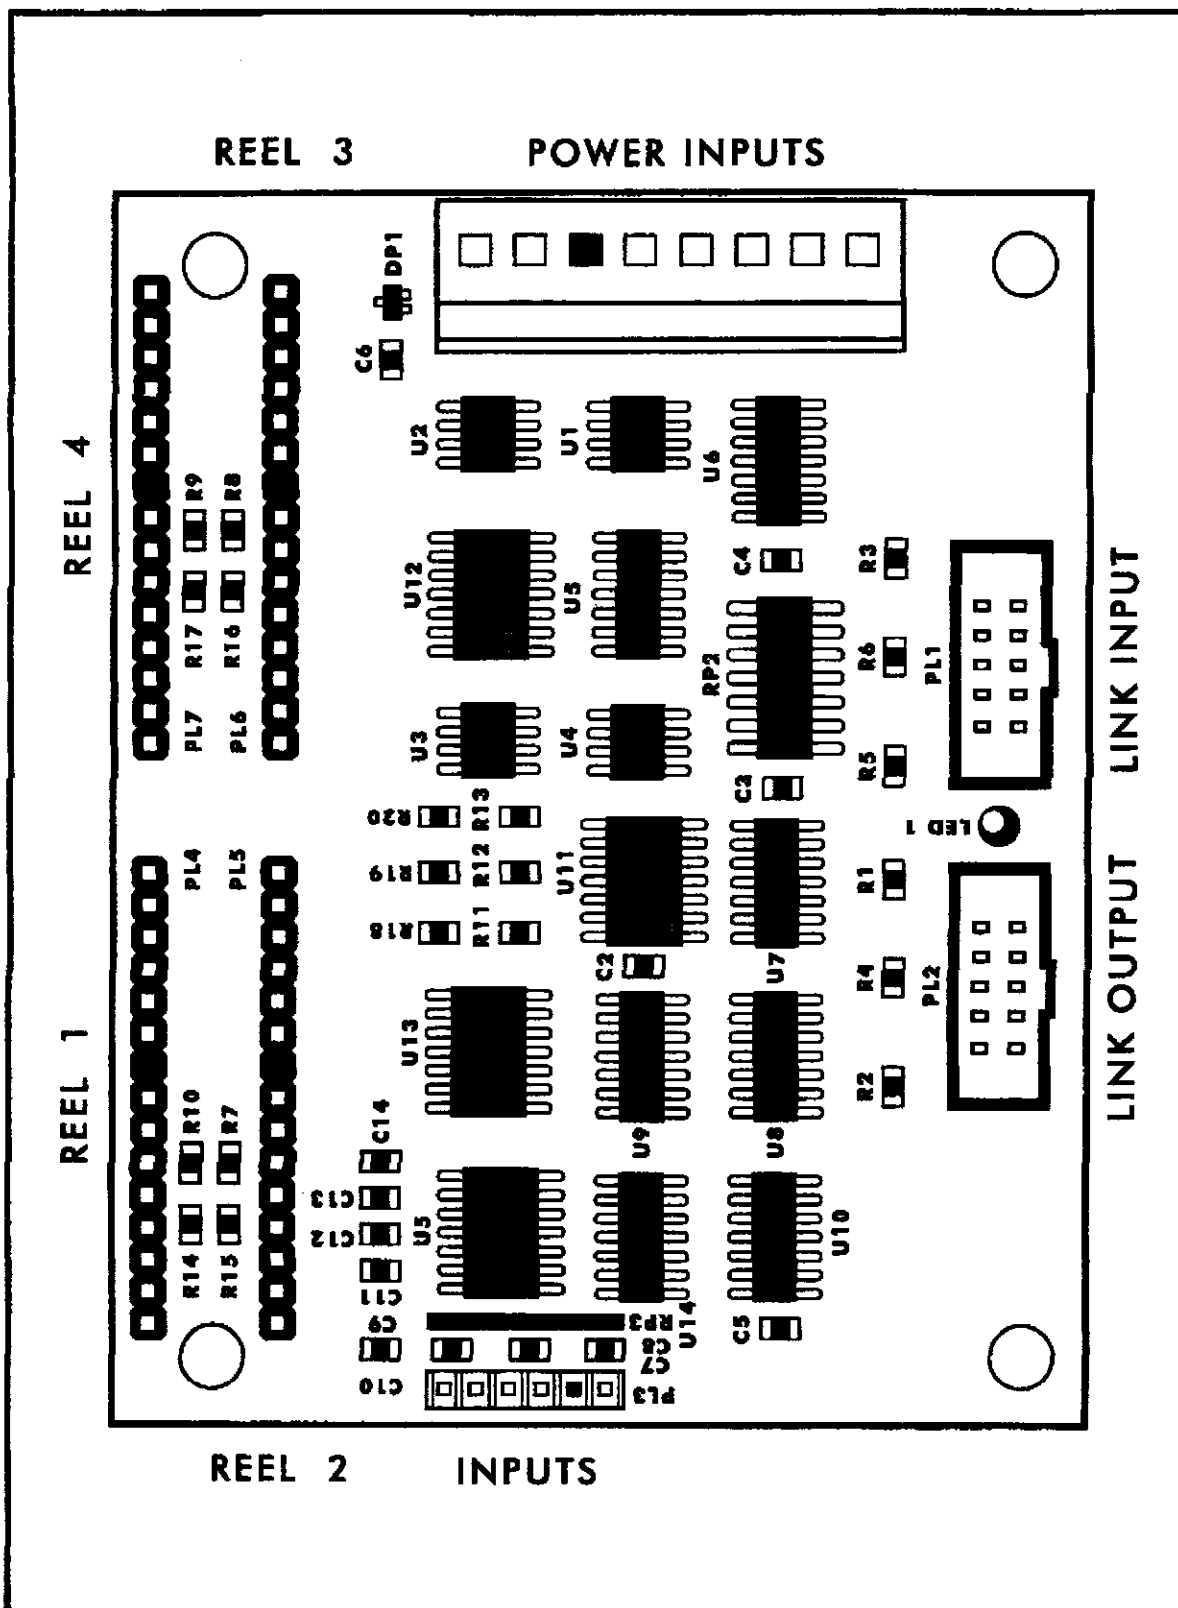 REEL 3
POWER INPUTS
DP1
C6
REEL 4
R9
R8
U2
U1
U6
U12
U5
C4
R3
R17
R16
RP2
R6
PL1
LINK INPUT
PL7
PL6
U3
U4
R5
C3
R20
R13
LED 1
PL4
PL5
R19
R12
U11
R1
R18
R11
C2
U7
R4
PL2
LINK OUTPUT
REEL 1
U13
R2
R10
R7
C14
U9
U8
C13
C12
U5
U10
R14
R15
C11
C9
RP3
U14
C5
C8
C7
C10
PL3
REEL 2
INPUTS